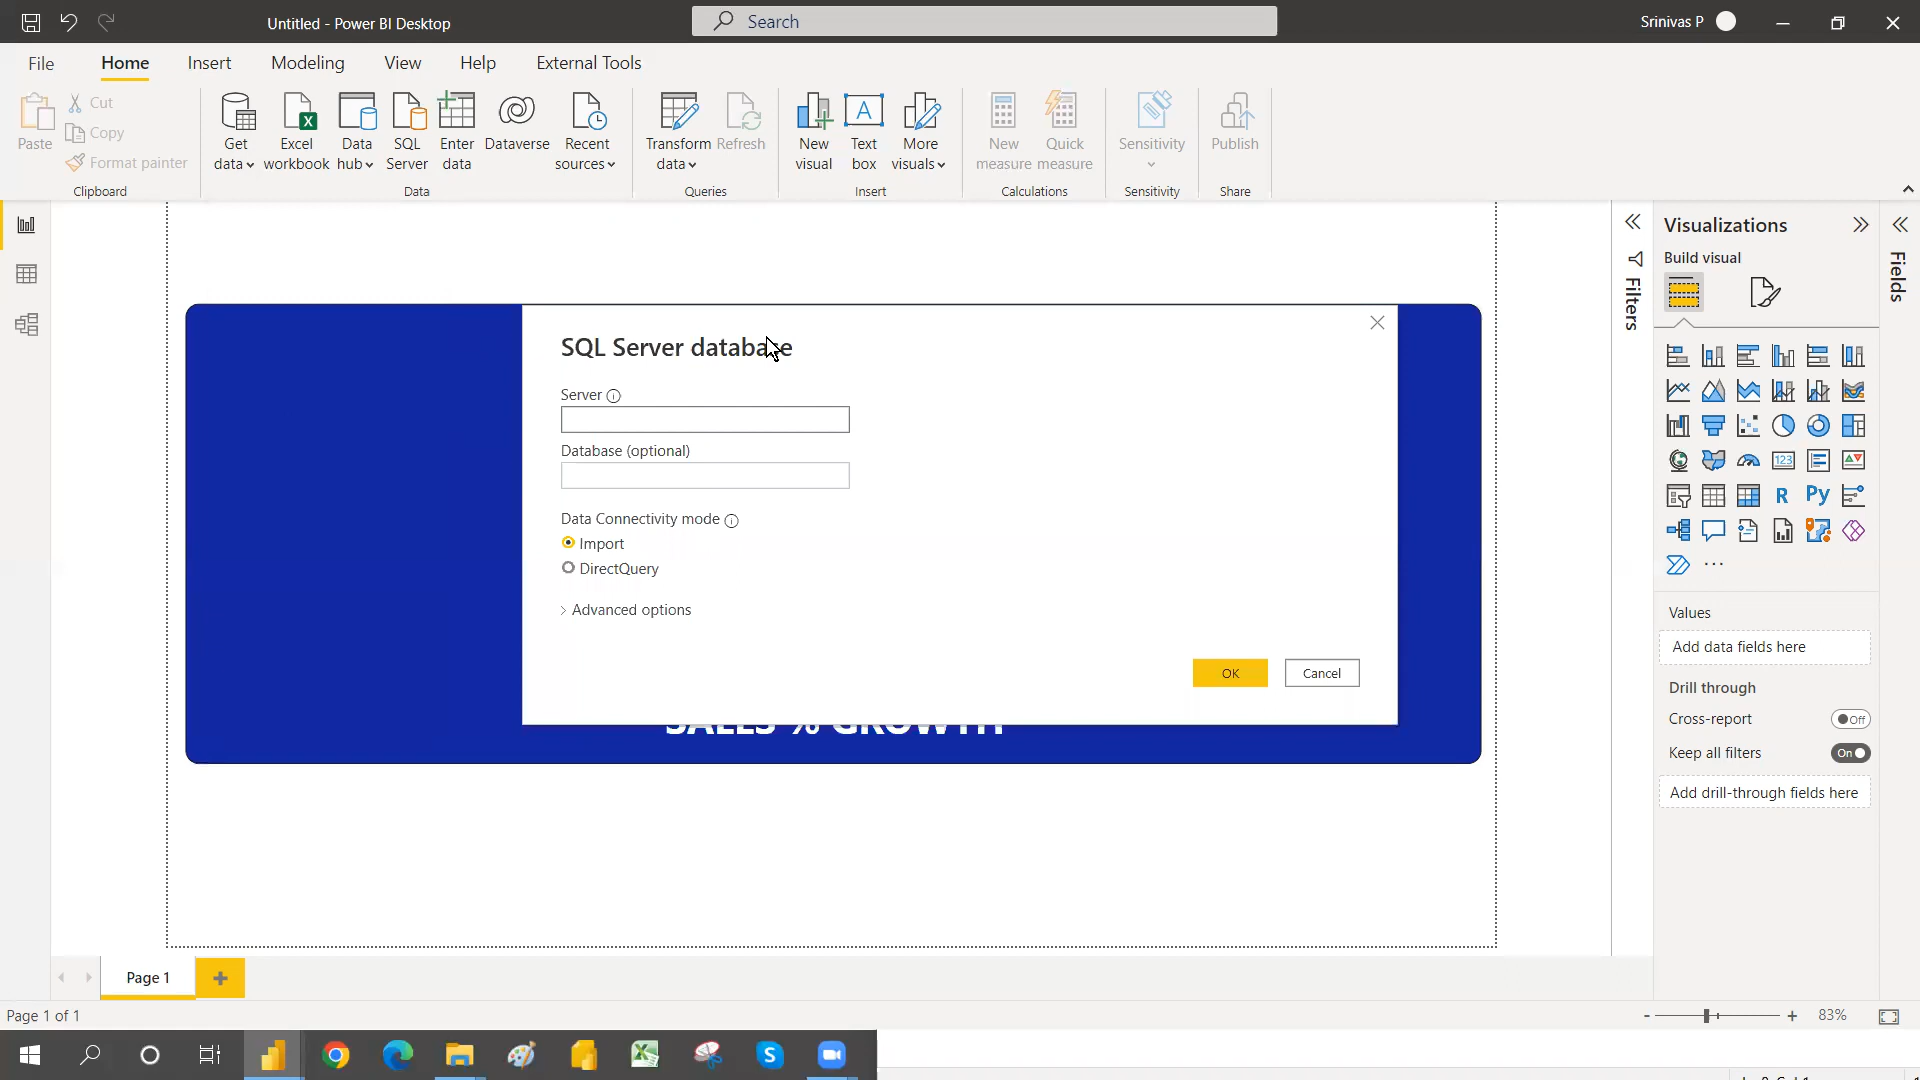 Untitled - Power BI Desktop
Search
Srinivas P
File
Home
Insert
Modeling
View
Help
External Tools
Paste
Cut
Copy
Format painter
Clipboard
Get data
Excel workbook
Data hub
SQL Server
Enter data
Dataverse
Recent sources
Data
Transform data
Refresh
Queries
New visual
Text box
More visuals
Insert
New measure
Quick measure
Calculations
Sensitivity
Sensitivity
Publish
Share
SQL Server database
Server
Database (optional)
Data Connectivity mode
Import
DirectQuery
Advanced options
OK
Cancel
SALES % GROWTH
Filters
Visualizations
Build visual
123
R
Py
Values
Add data fields here
Drill through
Cross-report
Off
Keep all filters
On
Add drill-through fields here
Fields
Page 1
Page 1 of 1
- + 83%